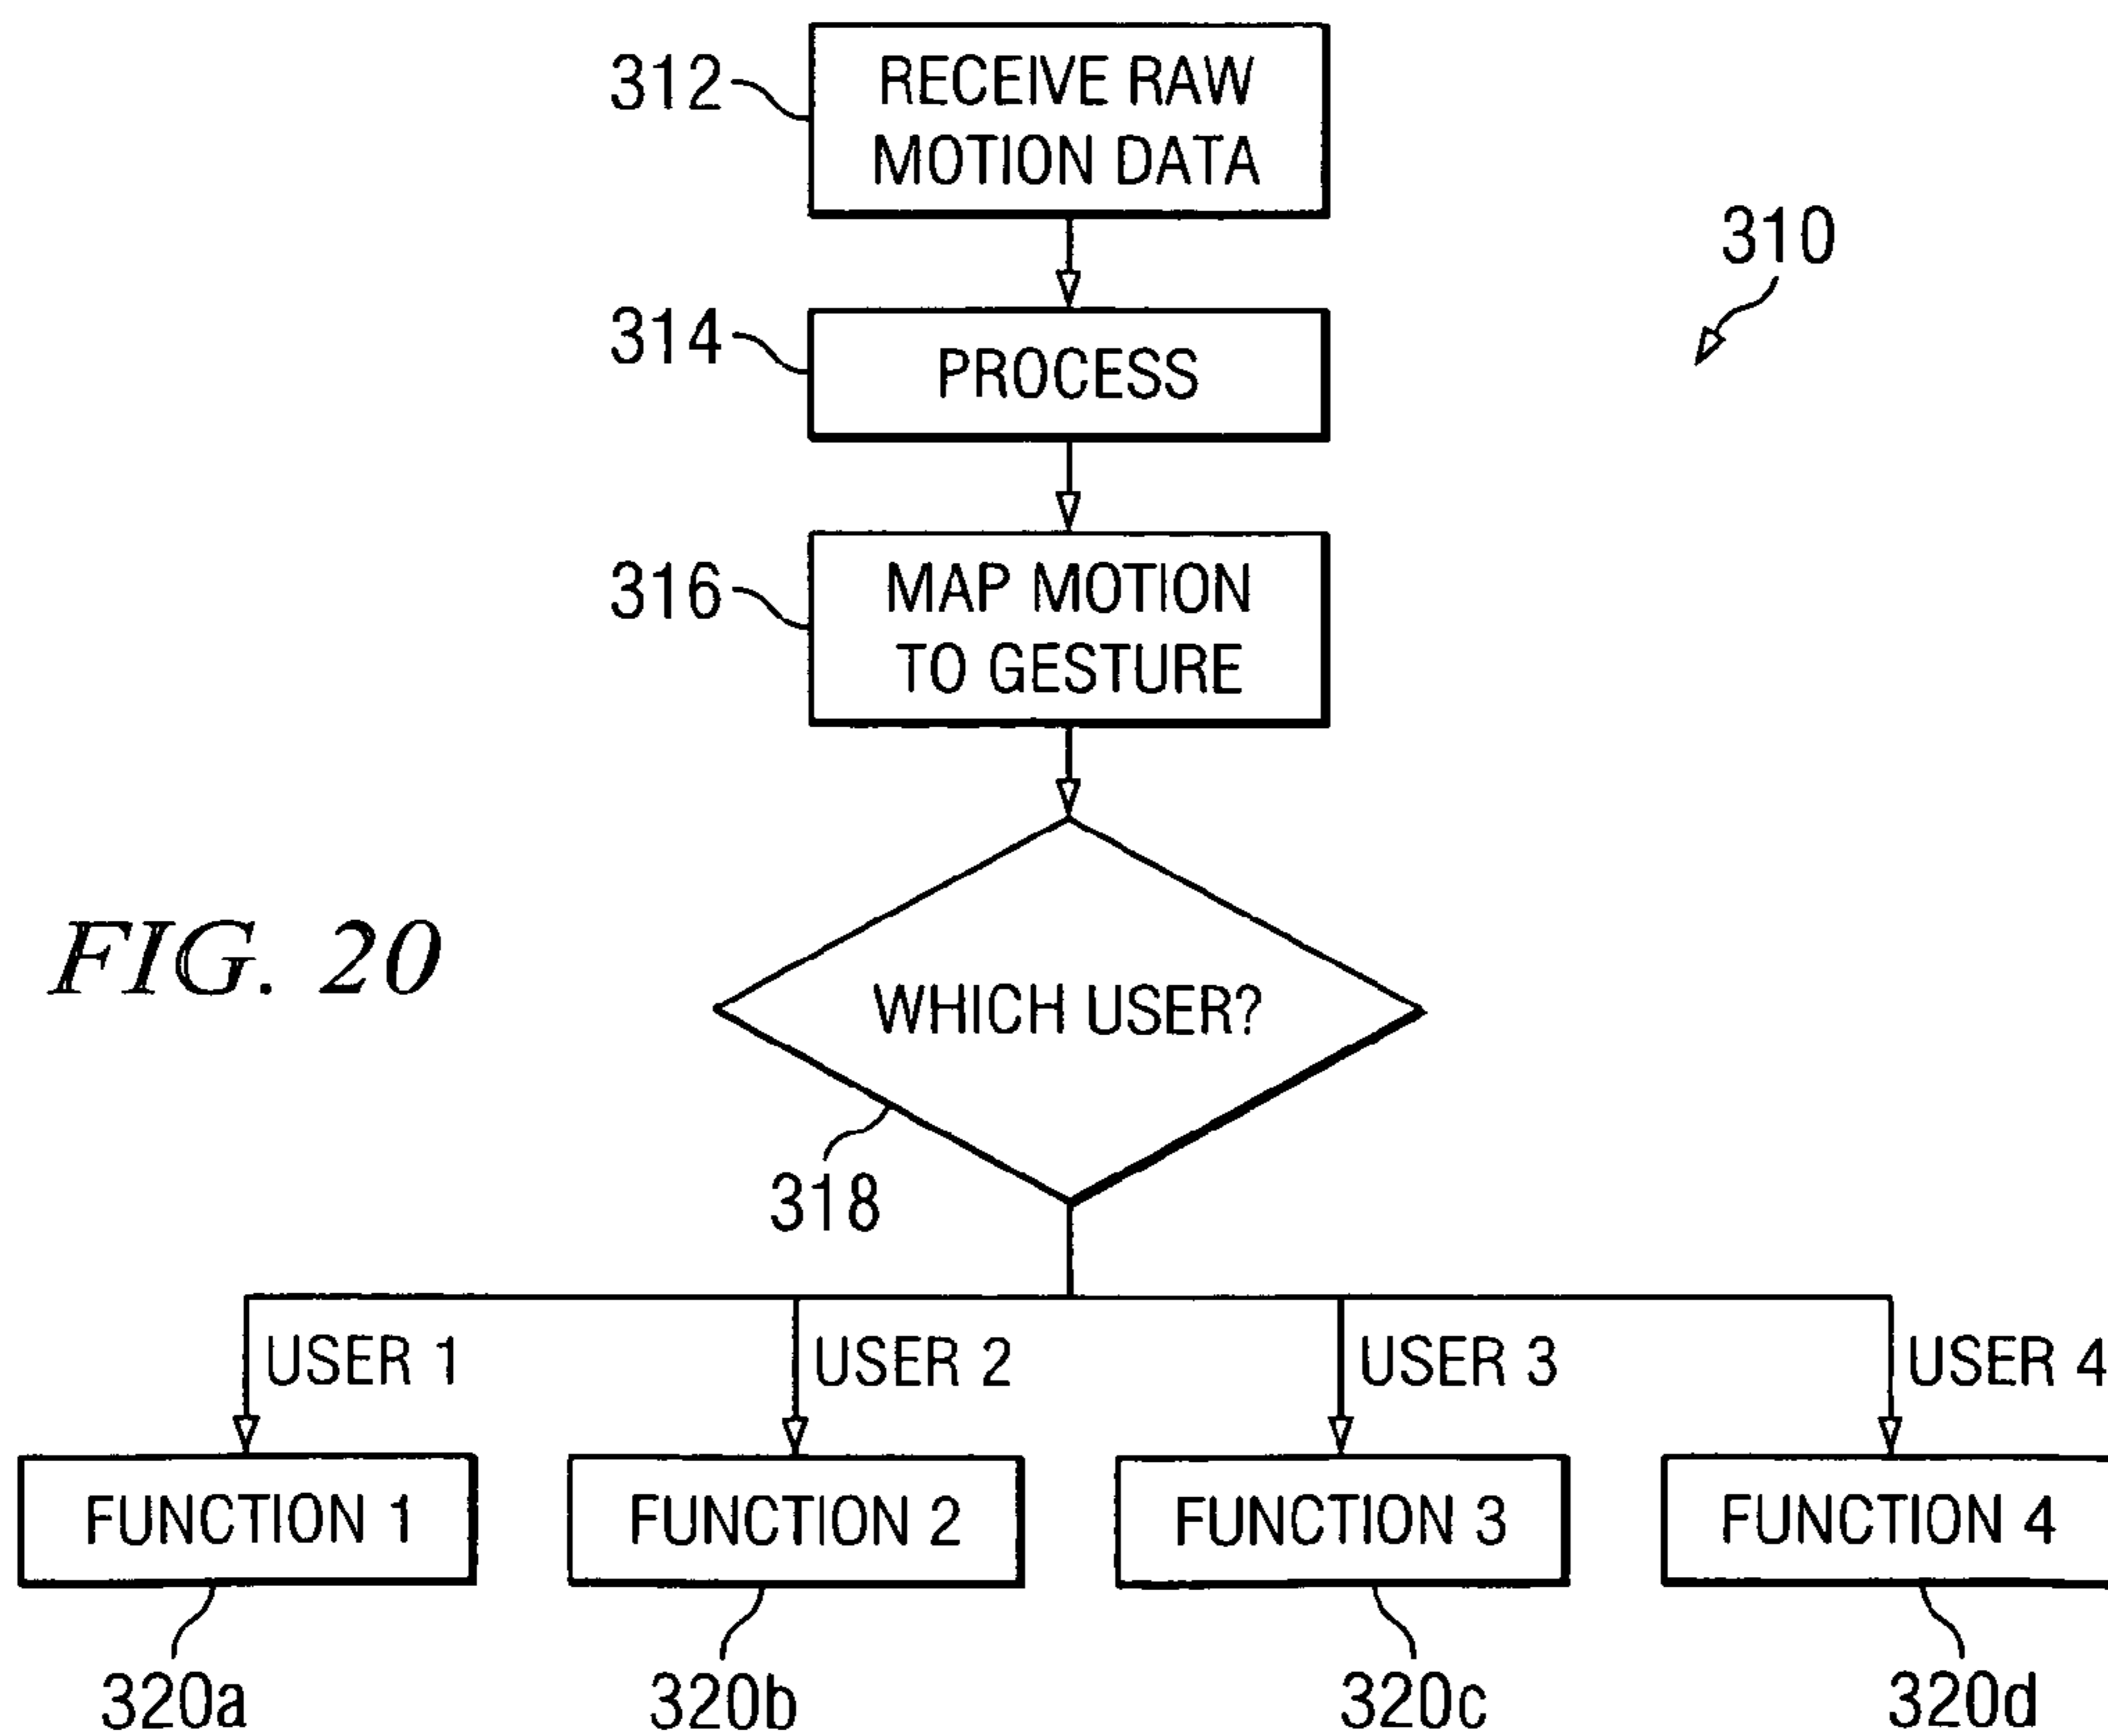 312
RECEIVE RAW
MOTION DATA
310
314
PROCESS
316
MAP MOTION
TO GESTURE
FIG. 20
WHICH USER?
318
USER 1
USER 2
USER 3
USER 4
FUNCTION 1
FUNCTION 2
FUNCTION 3
FUNCTION 4
320a
320b
320c
320d